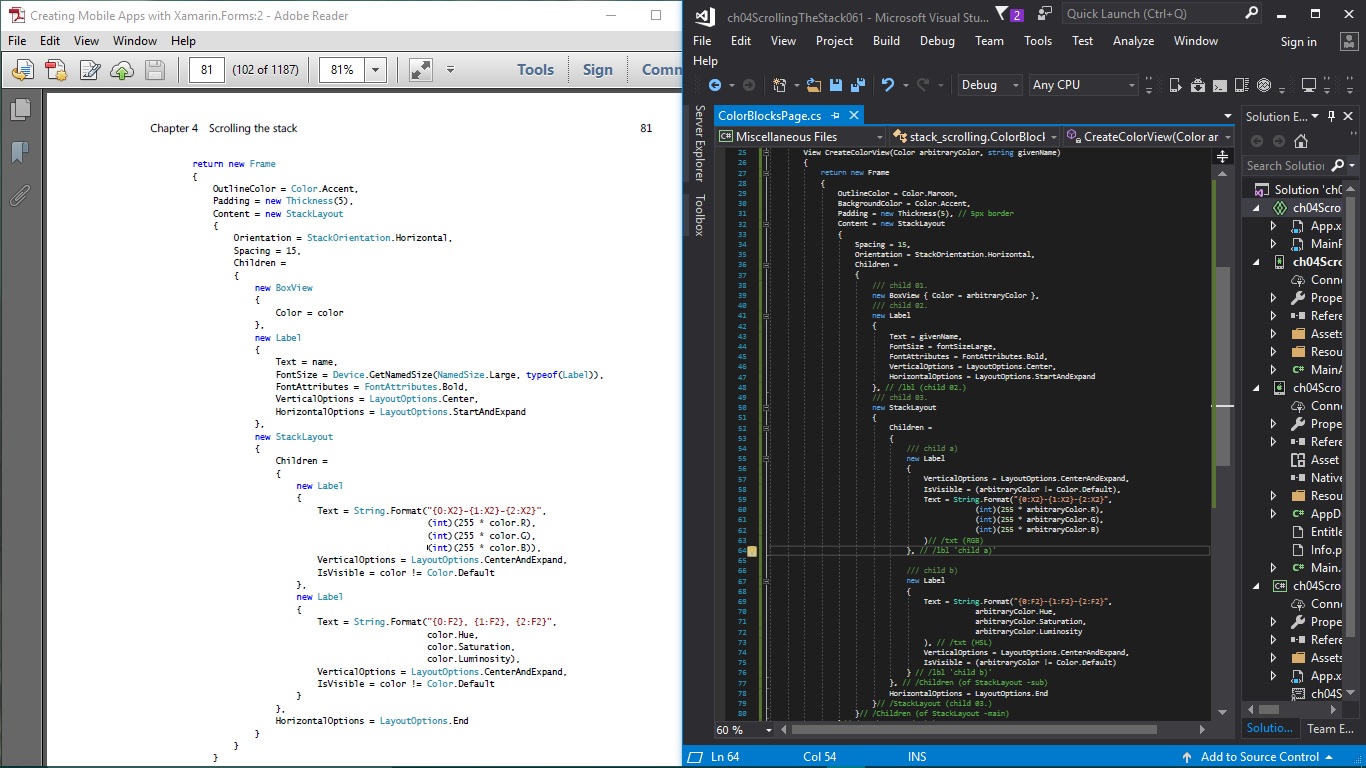 Creating Mobile Apps with Xamarin.Forms:2 - Adobe Reader
File Edit View Window Help
81 (102 of 1187) 81% Tools Sign Comm
Chapter 4 Scrolling the stack 81
return new Frame
{
OutlineColor = Color.Accent,
Padding = new Thickness(5),
Content = new StackLayout
{
Orientation = StackOrientation.Horizontal,
Spacing = 15,
Children =
{
new BoxView
{
Color = color
},
new Label
{
Text = name,
FontSize = Device.GetNamedSize(NamedSize.Large, typeof(Label)),
FontAttributes = FontAttributes.Bold,
VerticalOptions = LayoutOptions.Center,
HorizontalOptions = LayoutOptions.StartAndExpand
},
new StackLayout
{
Children =
{
new Label
{
Text = String.Format("{0:X2}-{1:X2}-{2:X2}",
(int)(255 * color.R),
(int)(255 * color.G),
(int)(255 * color.B)),
VerticalOptions = LayoutOptions.CenterAndExpand,
IsVisible = color != Color.Default
},
new Label
{
Text = String.Format("{0:F2}, {1:F2}, {2:F2}",
color.Hue,
color.Saturation,
color.Luminosity),
VerticalOptions = LayoutOptions.CenterAndExpand,
IsVisible = color != Color.Default
}
},
HorizontalOptions = LayoutOptions.End
}
}
}
ch04ScrollingTheStack061 - Microsoft Visual Stu... 2 Quick Launch (Ctrl+Q)
File Edit View Project Build Debug Team Tools Test Analyze Window Sign in
Help
Debug Any CPU
Server Explorer
Toolbox
ColorBlocksPage.cs
C# Miscellaneous Files stack_scrolling.ColorBlock CreateColorView(Color ar
25 View CreateColorView(Color arbitraryColor, string givenName)
26 {
27 return new Frame
28 {
29 OutlineColor = Color.Maroon,
30 BackgroundColor = Color.Accent,
31 Padding = new Thickness(5), // 5px border
32 Content = new StackLayout
33 {
34 Spacing = 15,
35 Orientation = StackOrientation.Horizontal,
36 Children =
37 {
38 /// child 01.
39 new BoxView { Color = arbitraryColor },
40 /// child 02.
41 new Label
42 {
43 Text = givenName,
44 FontSize = fontSizeLarge,
45 FontAttributes = FontAttributes.Bold,
46 VerticalOptions = LayoutOptions.Center,
47 HorizontalOptions = LayoutOptions.StartAndExpand
48 }, // /lbl (child 02.)
49 /// child 03.
50 new StackLayout
51 {
52 Children =
53 {
54 /// child a)
55 new Label
56 {
57 VerticalOptions = LayoutOptions.CenterAndExpand,
58 IsVisible = (arbitraryColor != Color.Default),
59 Text = String.Format("{0:X2}-{1:X2}-{2:X2}",
60 (int)(255 * arbitraryColor.R),
61 (int)(255 * arbitraryColor.G),
62 (int)(255 * arbitraryColor.B)
63 )// /txt (RGB)
64 }, // /lbl 'child a)'
65
66 /// child b)
67 new Label
68 {
69 Text = String.Format("{0:F2}-{1:F2}-{2:F2}",
70 arbitraryColor.Hue,
71 arbitraryColor.Saturation,
72 arbitraryColor.Luminosity
73 ), // /txt (HSL)
74 VerticalOptions = LayoutOptions.CenterAndExpand,
75 IsVisible = (arbitraryColor != Color.Default)
76 } // /lbl 'child b)'
77 }, // /Children (of StackLayout ~sub)
78 HorizontalOptions = LayoutOptions.End
79 }// /StackLayout (child 03.)
80 }// /Children (of StackLayout ~main)
60 %
Solution E...
Search Solutio
Solution 'ch0
ch04Scro
App.x
MainP
ch04Scro
Conne
Prope
Refere
Assets
Resou
MainA
ch04Scro
Conne
Prope
Refere
Asset
Native
Resou
AppD
Entitle
Info.p
Main.
C# ch04Scro
Conne
Prope
Refere
Assets
App.x
ch04S
Solutio... Team E...
Ln 64 Col 54 INS Add to Source Control